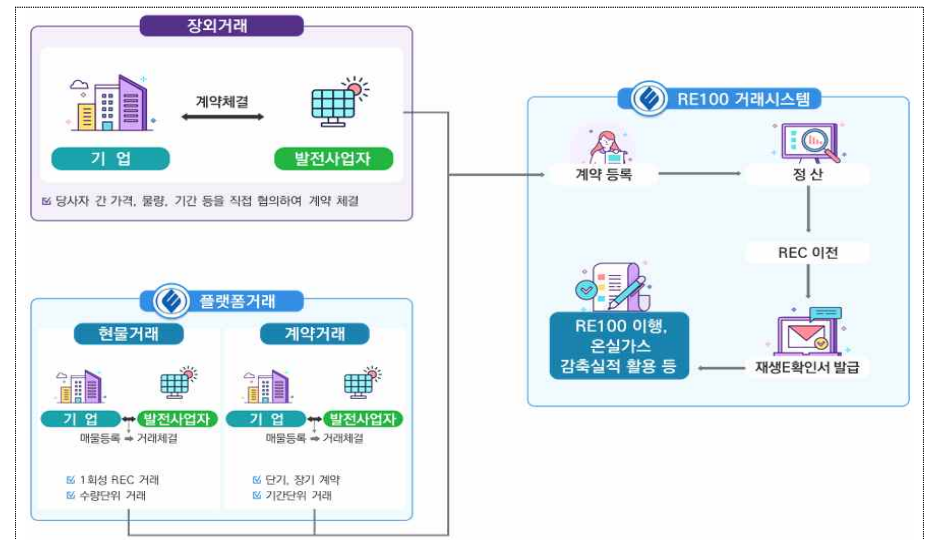 장외거래
계약체결
기 업
발전사업자
당사자 간 가격, 물량, 기간 등을 직접 협의하여 계약 체결
플랫폼거래
현물거래
기 업
발전사업자
매물등록 ➡ 거래체결
1회성 REC 거래
수량단위 거래
계약거래
기 업
발전사업자
매물등록 ➡ 거래체결
단기, 장기 계약
기간단위 거래
RE100 거래시스템
계약 등록
정 산
REC 이전
재생E확인서 발급
RE100 이행,
온실가스
감축실적 활용 등